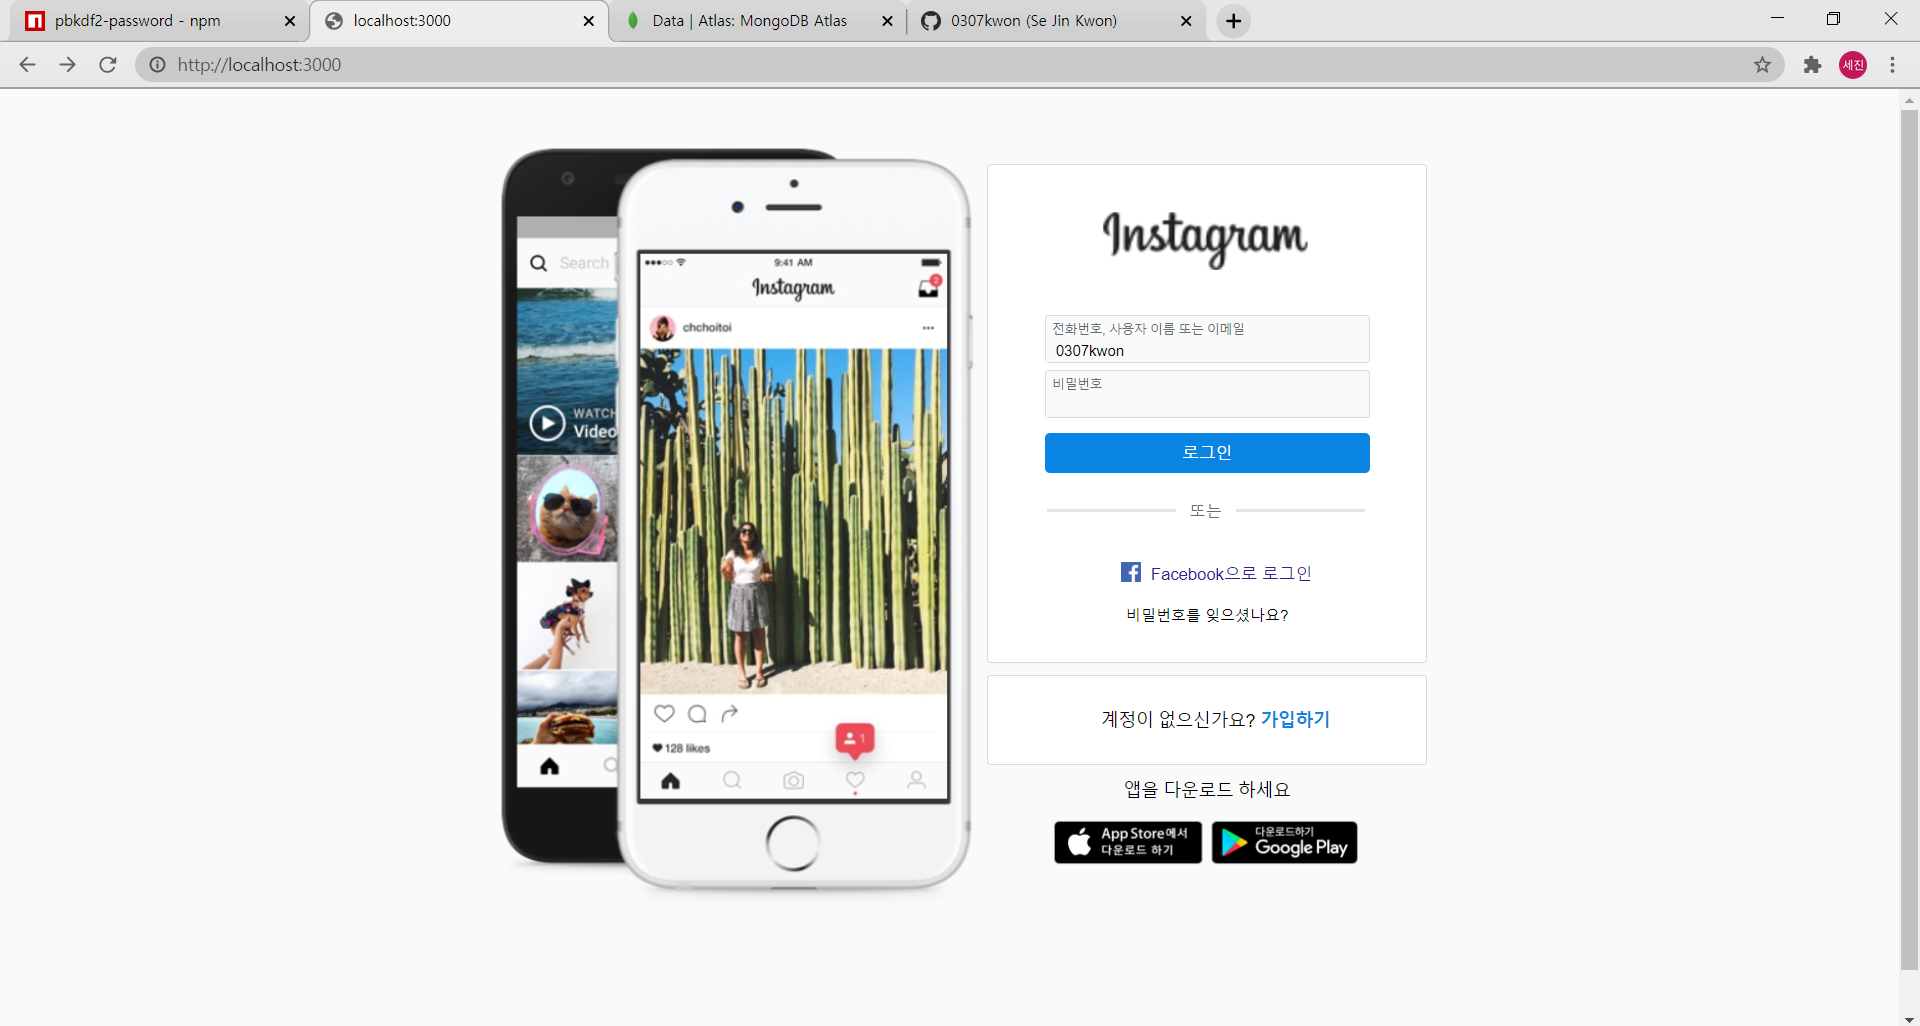 pbkdf2-password - npm
localhost:3000
Data | Atlas: MongoDB Atlas
0307kwon (Se Jin Kwon)
http://localhost:3000
세진
Search
WATCH
Video
9:41 AM
Instagram
2
chchoitoi
128 likes
1
Instagram
전화번호, 사용자 이름 또는 이메일
0307kwon
비밀번호
로그인
또는
Facebook으로 로그인
비밀번호를 잊으셨나요?
계정이 없으신가요? 가입하기
앱을 다운로드 하세요
App Store에서
다운로드 하기
다운로드하기
Google Play